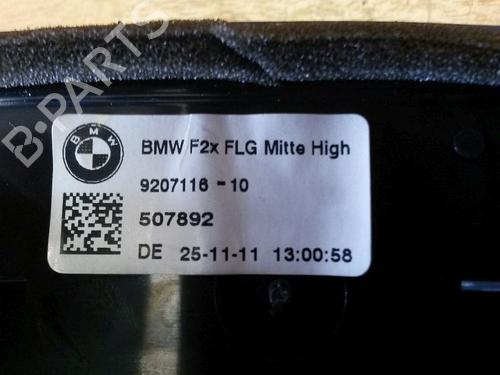 B-PARTS
BMW
BMW F2x FLG Mitte High
9207116 - 10
507892
DE 25-11-11 13:00:58